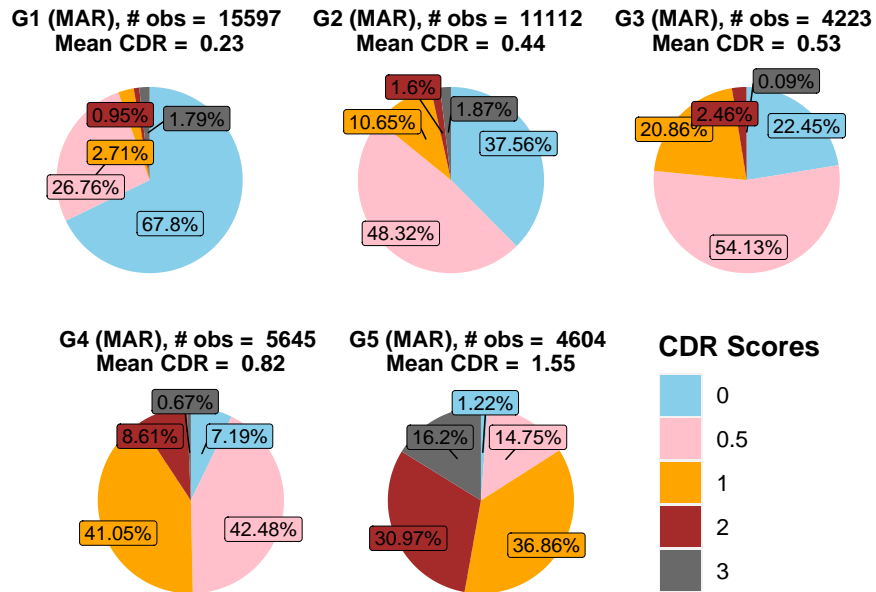 G1 (MAR), # obs = 15597
Mean CDR = 0.23
G2 (MAR), # obs = 11112
Mean CDR = 0.44
G3 (MAR), # obs = 4223
Mean CDR = 0.53
0.95%
1.79%
2.71%
26.76%
67.8%
1.6%
1.87%
10.65%
37.56%
48.32%
0.09%
2.46%
20.86%
22.45%
54.13%
G4 (MAR), # obs = 5645
Mean CDR = 0.82
G5 (MAR), # obs = 4604
Mean CDR = 1.55
0.67%
8.61%
7.19%
41.05%
42.48%
1.22%
16.2%
14.75%
30.97%
36.86%
CDR Scores
0
0.5
1
2
3